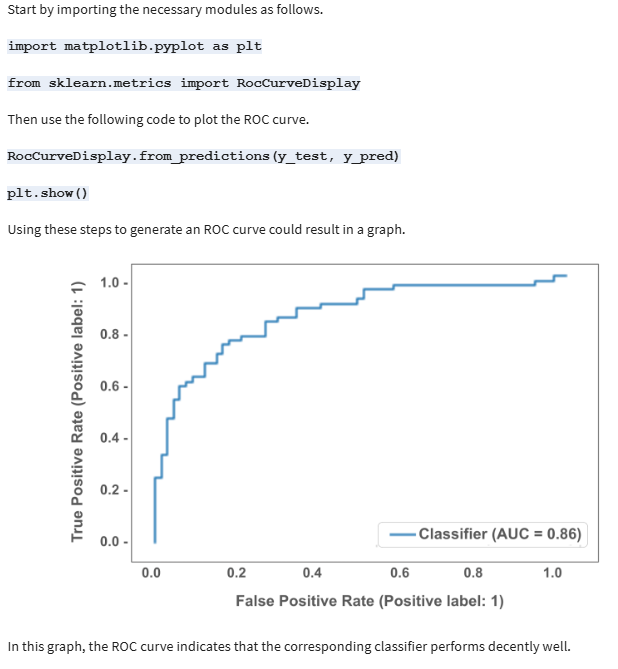 Start by importing the necessary modules as follows.
import matplotlib.pyplot as plt
from sklearn.metrics import RocCurveDisplay
Then use the following code to plot the ROC curve.
RocCurveDisplay.from_predictions(y_test, y_pred)
plt.show()
Using these steps to generate an ROC curve could result in a graph.
True Positive Rate (Positive label: 1)
1.0
0.8
0.6
0.4
0.2
0.0
Classifier (AUC = 0.86)
0.0 0.2 0.4 0.6 0.8 1.0
False Positive Rate (Positive label: 1)
In this graph, the ROC curve indicates that the corresponding classifier performs decently well.